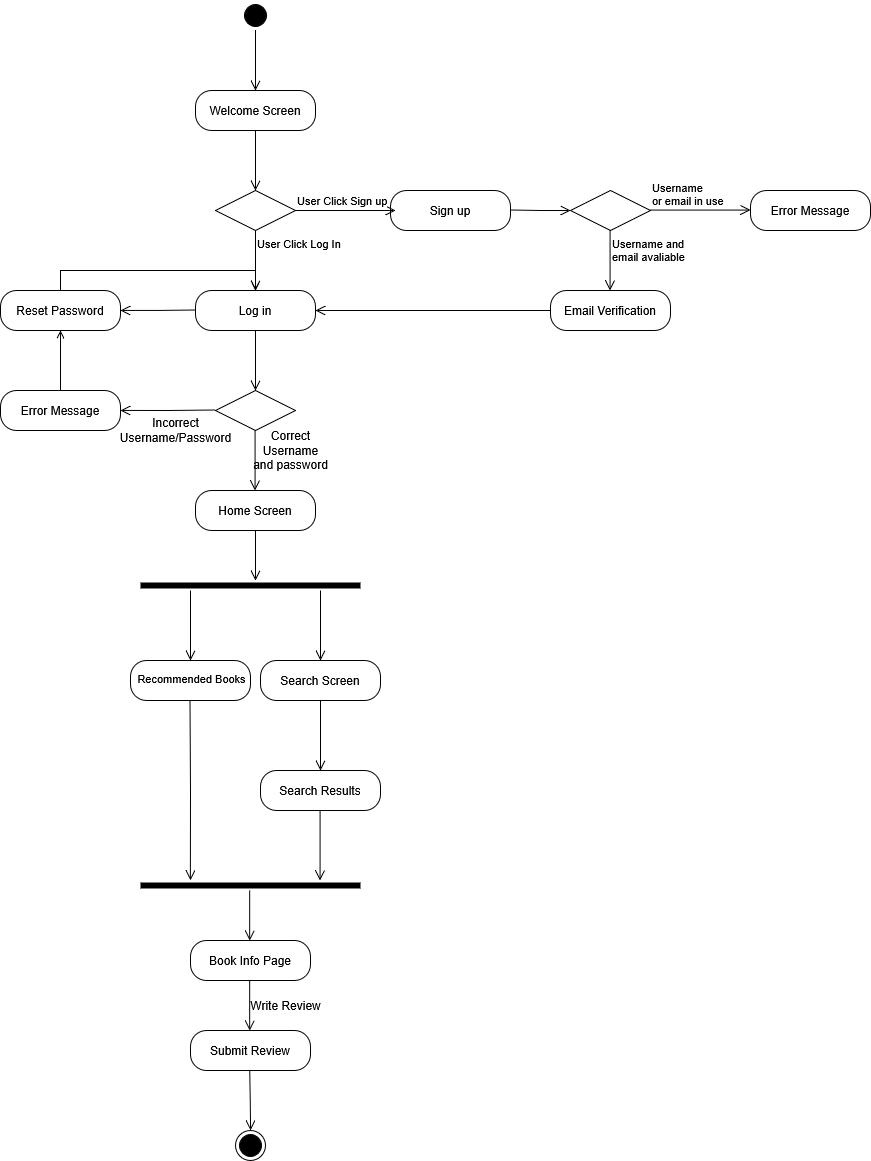 Welcome Screen
User Click Sign up
Sign up
Username
or email in use
Error Message
User Click Log In
Username and
email avaliable
Reset Password
Log in
Email Verification
Error Message
Incorrect
Username/Password
Correct
Username
and password
Home Screen
Recommended Books
Search Screen
Search Results
Book Info Page
Write Review
Submit Review